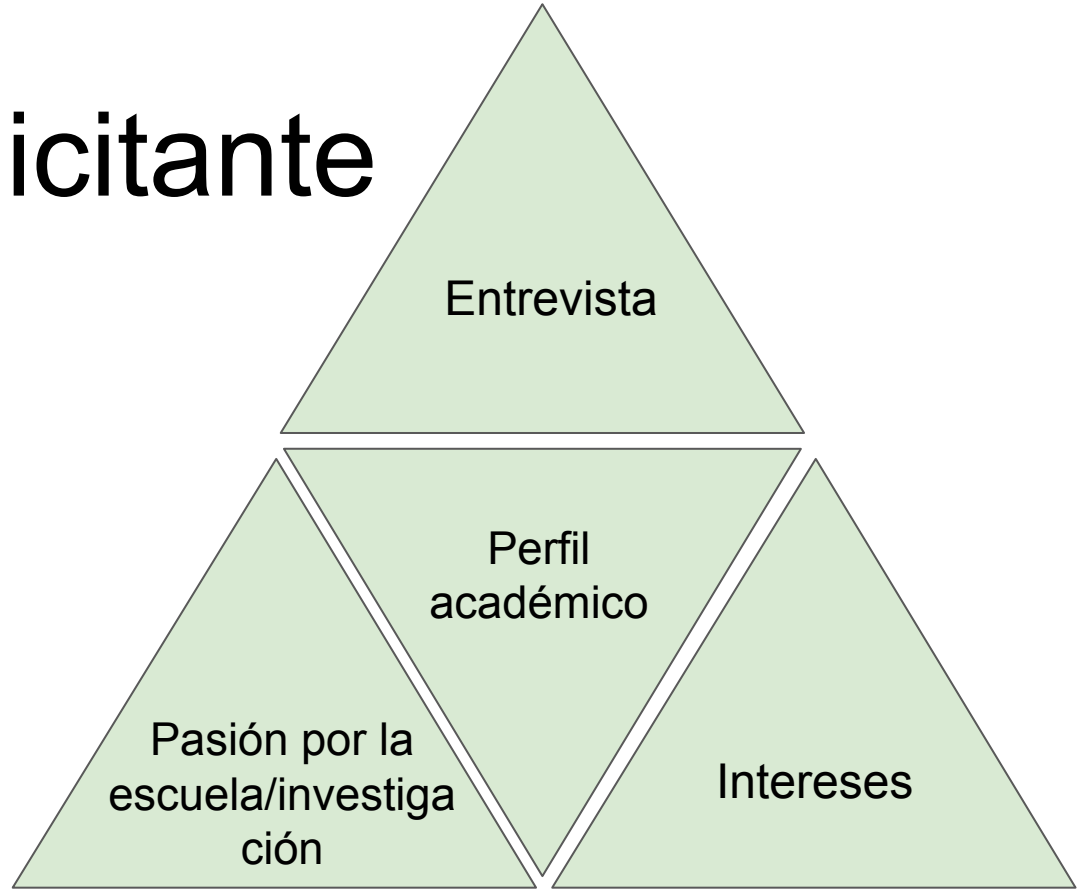 icitante
Entrevista
Perfil
académico
Pasión por la
escuela/investiga
ción
Intereses